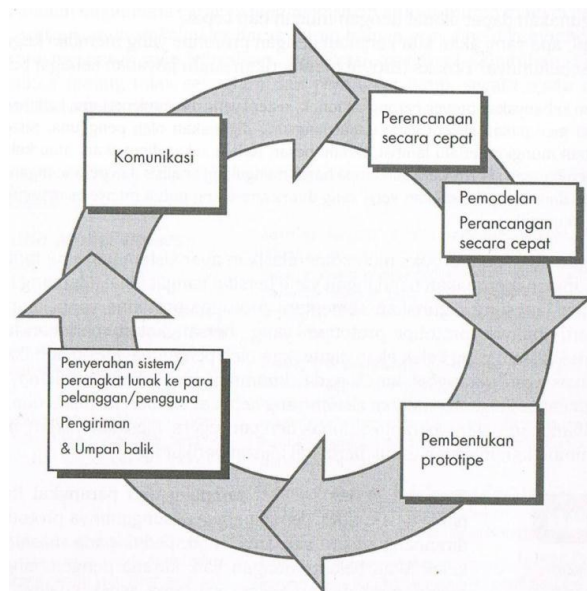 Komunikasi
Perencanaan
secara cepat
Pemodelan
Perancangan
secara cepat
Pembentukan
prototipe
Penyerahan sistem/
perangkat lunak ke para
pelanggan/pengguna
Pengiriman
& Umpan balik